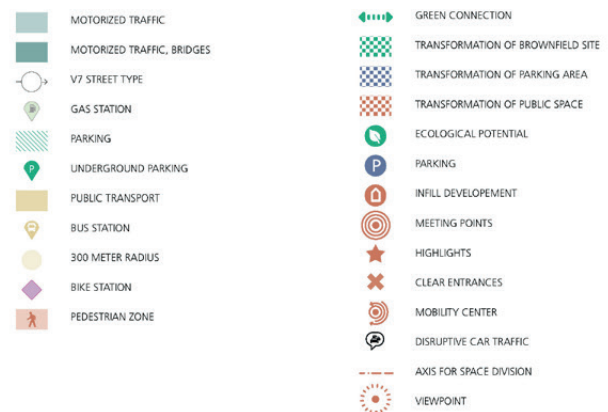 MOTORIZED TRAFFIC
MOTORIZED TRAFFIC, BRIDGES
V7 STREET TYPE
GAS STATION
PARKING
P
UNDERGROUND PARKING
PUBLIC TRANSPORT
BUS STATION
300 METER RADIUS
BIKE STATION
PEDESTRIAN ZONE
GREEN CONNECTION
TRANSFORMATION OF BROWNFIELD SITE
TRANSFORMATION OF PARKING AREA
TRANSFORMATION OF PUBLIC SPACE
ECOLOGICAL POTENTIAL
P
PARKING
INFILL DEVELOPEMENT
MEETING POINTS
HIGHLIGHTS
CLEAR ENTRANCES
MOBILITY CENTER
DISRUPTIVE CAR TRAFFIC
AXIS FOR SPACE DIVISION
VIEWPOINT